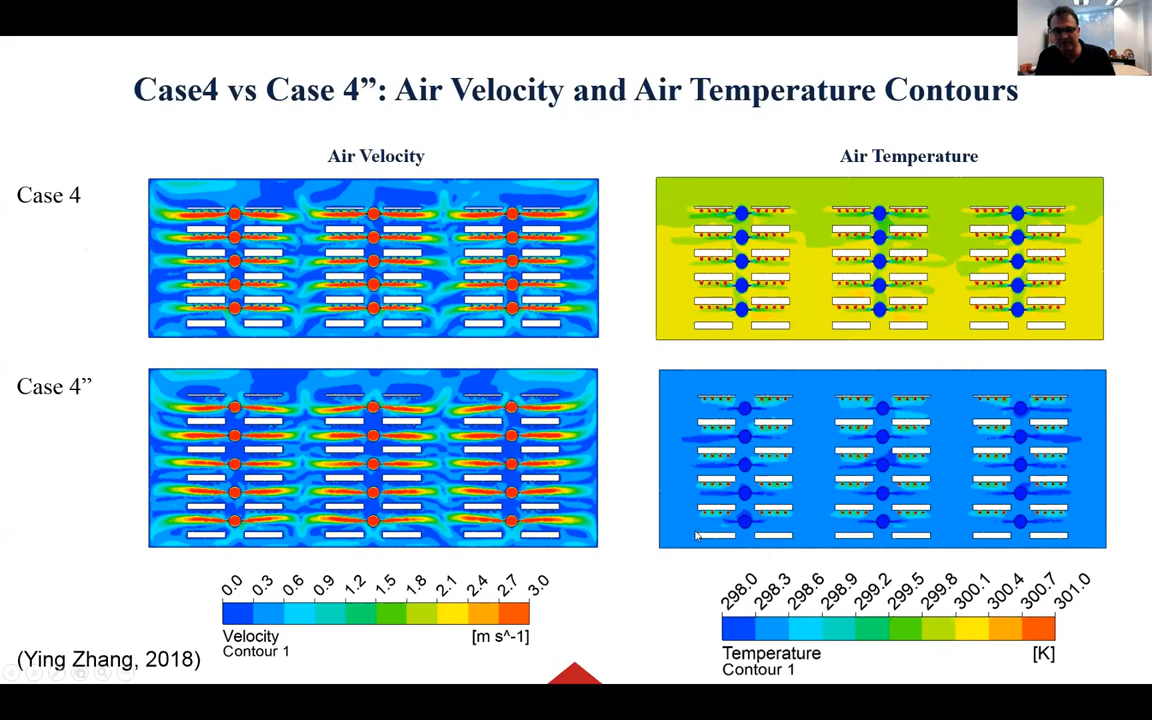 Case4 vs Case 4”: Air Velocity and Air Temperature Contours
Air Velocity
Air Temperature
Case 4
Case 4”
0.0 0.3 0.6 0.9 1.2 1.5 1.8 2.1 2.4 2.7 3.0
Velocity [m s^-1]
Contour 1
298.0 298.3 298.6 298.9 299.2 299.5 299.8 300.1 300.4 300.7 301.0
Temperature [K]
Contour 1
(Ying Zhang, 2018)